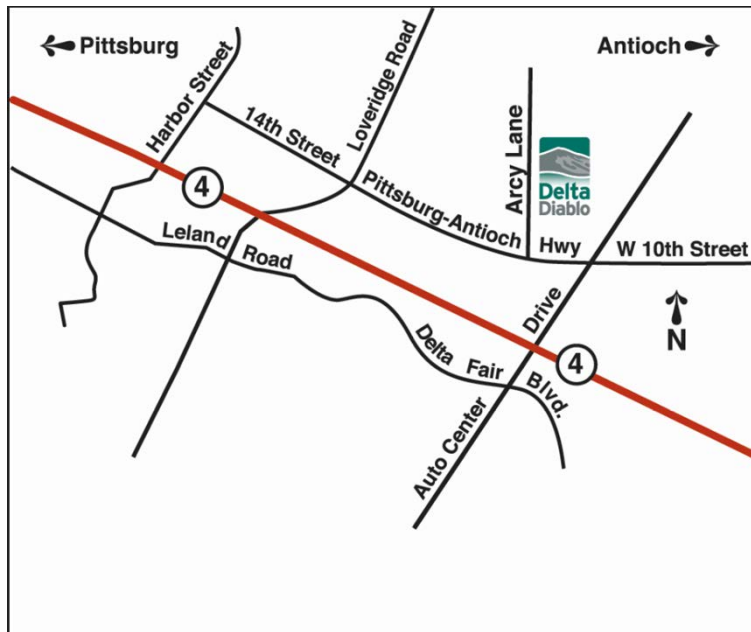 Pittsburg
Antioch
Harbor Street
Loveridge Road
14th Street
Arcy Lane
Delta
Diablo
4
Pittsburg-Antioch Hwy
W 10th Street
Leland Road
N
Delta Fair Blvd.
4
Auto Center Drive